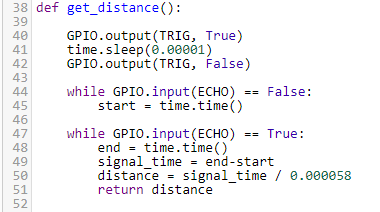 38 def get_distance():
39
40     GPIO.output(TRIG, True)
41     time.sleep(0.00001)
42     GPIO.output(TRIG, False)
43
44     while GPIO.input(ECHO) == False:
45         start = time.time()
46
47     while GPIO.input(ECHO) == True:
48         end = time.time()
49         signal_time = end-start
50         distance = signal_time / 0.000058
51         return distance
52